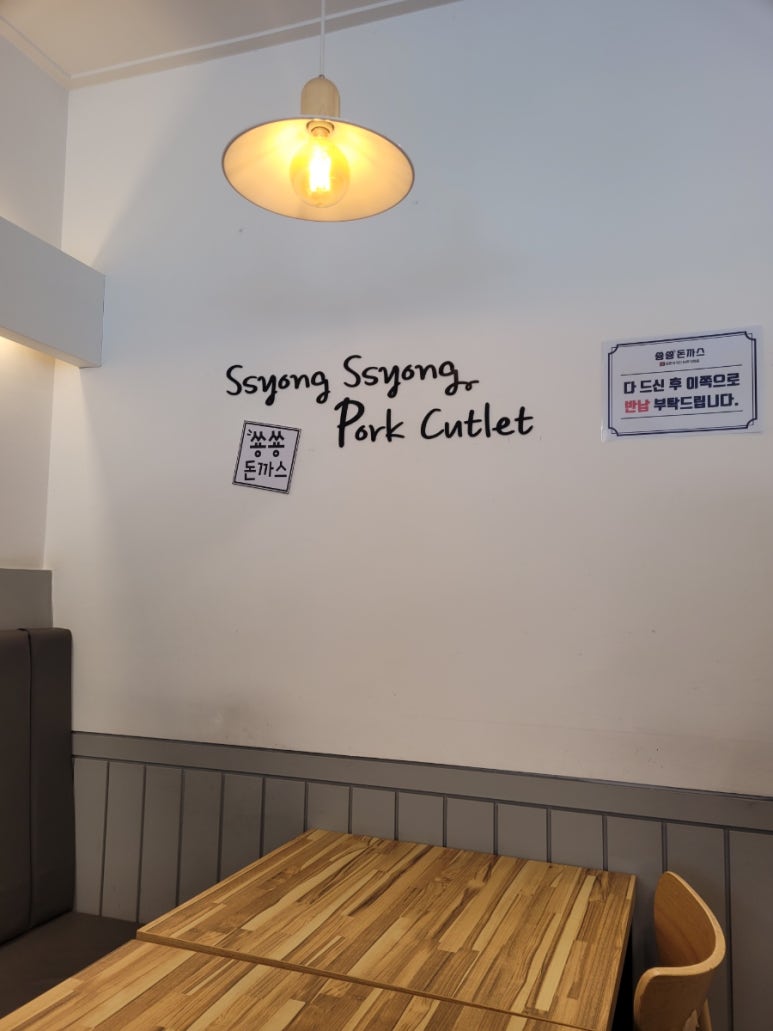 Ssyong Ssyong
Pork Cutlet
쑝쑝
돈까스
쑝쑝돈까스
다 드신 후 이쪽으로
반납 부탁드립니다.